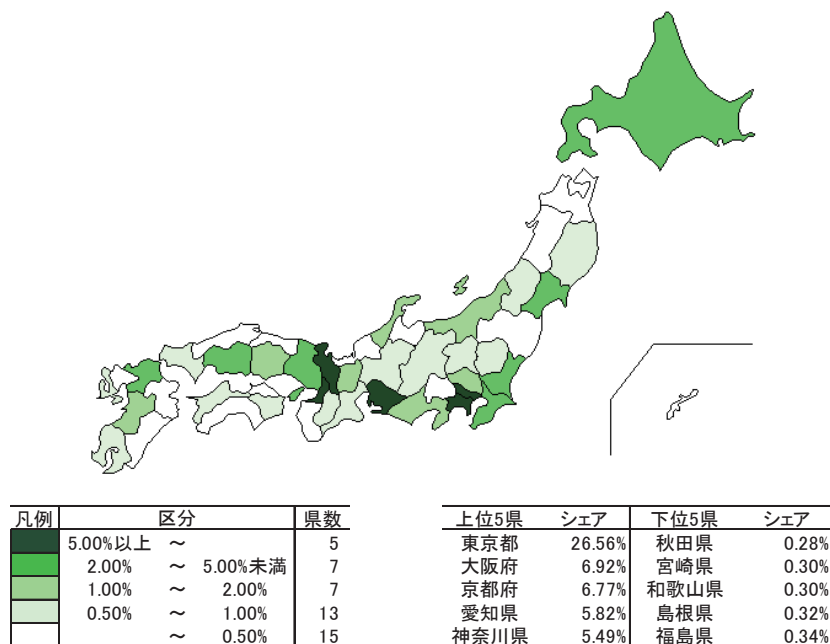 凡例 区分 県数
5.00%以上 ～ 5
2.00% ～ 5.00%未満 7
1.00% ～ 2.00% 7
0.50% ～ 1.00% 13
～ 0.50% 15
上位5県 シェア 下位5県 シェア
東京都 26.56% 秋田県 0.28%
大阪府 6.92% 宮崎県 0.30%
京都府 6.77% 和歌山県 0.30%
愛知県 5.82% 島根県 0.32%
神奈川県 5.49% 福島県 0.34%